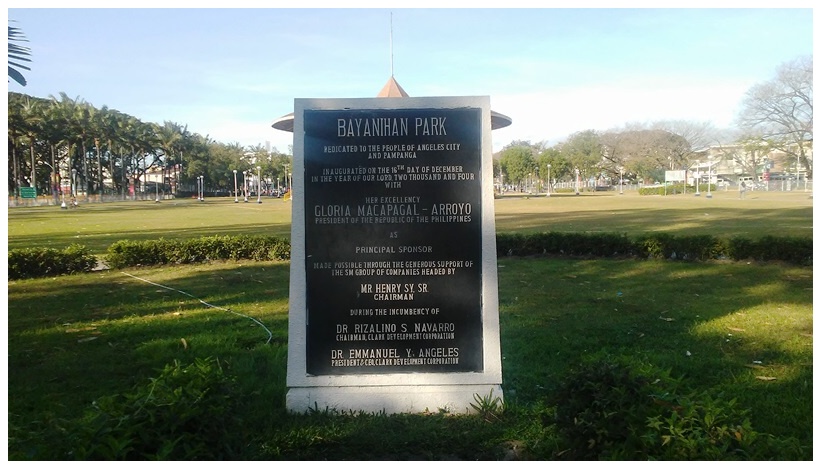 BAYANIHAN PARK
DEDICATED TO THE PEOPLE OF ANGELES CITY
AND PAMPANGA
INAUGURATED ON THE 16TH DAY OF DECEMBER
IN THE YEAR OF OUR LORD TWO THOUSAND AND FOUR
WITH
HER EXCELLENCY
GLORIA MACAPAGAL - ARROYO
PRESIDENT OF THE REPUBLIC OF THE PHILIPPINES
AS
PRINCIPAL SPONSOR
MADE POSSIBLE THROUGH THE GENEROUS SUPPORT OF
THE SM GROUP OF COMPANIES HEADED BY
MR. HENRY SY, SR.
CHAIRMAN
DURING THE INCUMBENCY OF
DR. RIZALINO S. NAVARRO
CHAIRMAN, CLARK DEVELOPMENT CORPORATION
DR. EMMANUEL Y. ANGELES
PRESIDENT & CEO, CLARK DEVELOPMENT CORPORATION